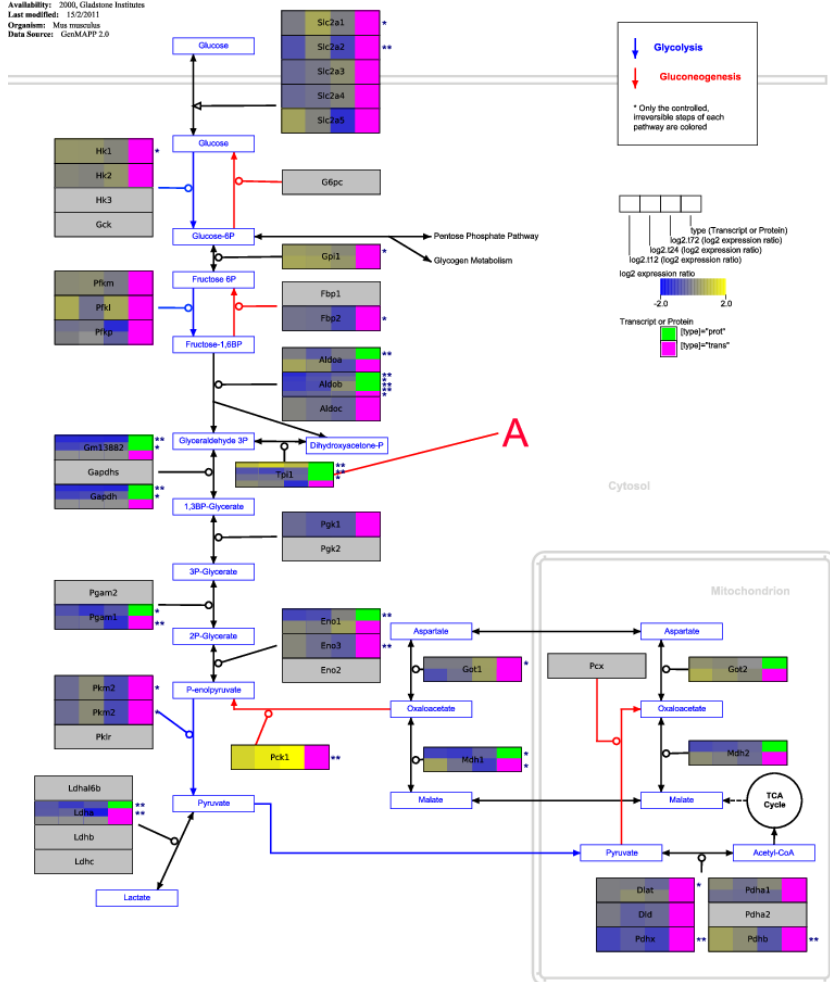 Availability: 2000, Gladstone Institutes
Last modified: 15/2/2011
Organism: Mus musculus
Data Source: GenMAPP 2.0
Glucose
Slc2a1 *
Slc2a2 **
Slc2a3
Slc2a4
Slc2a5
Glycolysis
Gluconeogenesis
* Only the controlled,
irreversible steps of each
pathway are colored
Glucose
Hk1 *
Hk2
Hk3
Gck
G6pc
Glucose-6P
Pentose Phosphate Pathway
Glycogen Metabolism
Gpi1 *
type (Transcript or Protein)
log2.t72 (log2 expression ratio)
log2.t24 (log2 expression ratio)
log2.t12 (log2 expression ratio)
log2 expression ratio
-2.0 2.0
Transcript or Protein
[type]="prot"
[type]="trans"
Fructose 6P
Pfkm
Pfkl
Pfkp
Fbp1
Fbp2 *
Fructose-1,6BP
Aldoa **
Aldob ** * ** **
Aldoc *
A
Glyceraldehyde 3P
Dihydroxyacetone-P
Gm13882 ** *
Gapdhs
Gapdh ** *
Tpi1 ** ** *
Cytosol
1,3BP-Glycerate
Pgk1
Pgk2
3P-Glycerate
Pgam2
Pgam1 * **
2P-Glycerate
Eno1 **
Eno3 **
Eno2
Mitochondrion
Aspartate
Aspartate
Got1 *
Pcx
Got2
P-enolpyruvate
Pkm2 *
Pkm2 *
Pklr
Oxaloacetate
Oxaloacetate
Pck1 **
Mdh1 * *
Mdh2
Ldhal6b
Ldha ** **
Ldhb
Ldhc
Pyruvate
Malate
Malate
TCA
Cycle
Pyruvate
Acetyl-CoA
Lactate
Dlat *
Dld
Pdhx **
Pdha1
Pdha2
Pdhb **